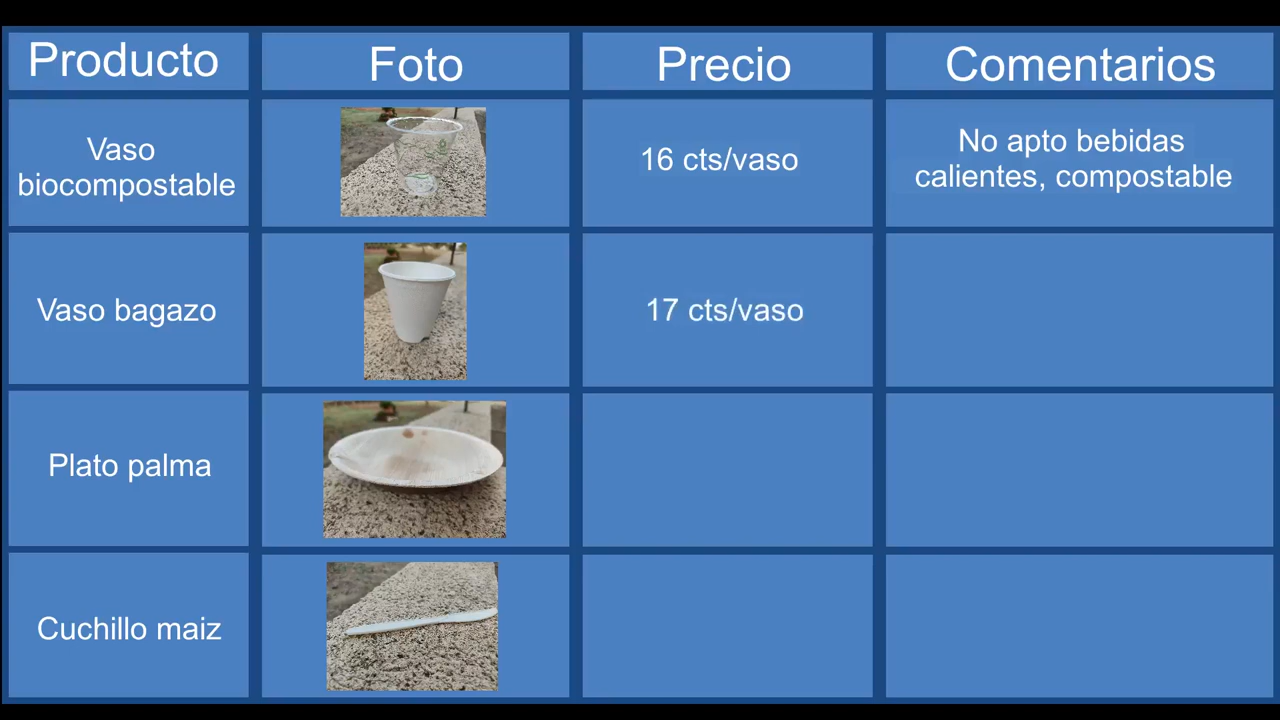 Producto Foto Precio Comentarios
Vaso
biocompostable
16 cts/vaso
No apto bebidas
calientes, compostable
Vaso bagazo
17 cts/vaso
Plato palma
Cuchillo maiz